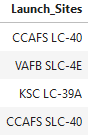 Launch_Sites
CCAFS LC-40
VAFB SLC-4E
KSC LC-39A
CCAFS SLC-40